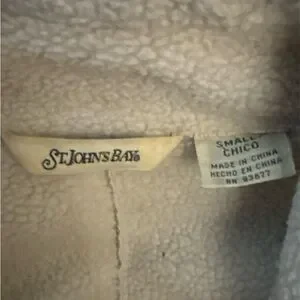 ST. JOHN'S BAY®
SMALL
CHICO
MADE IN CHINA
HECHO EN CHINA
RN 93677